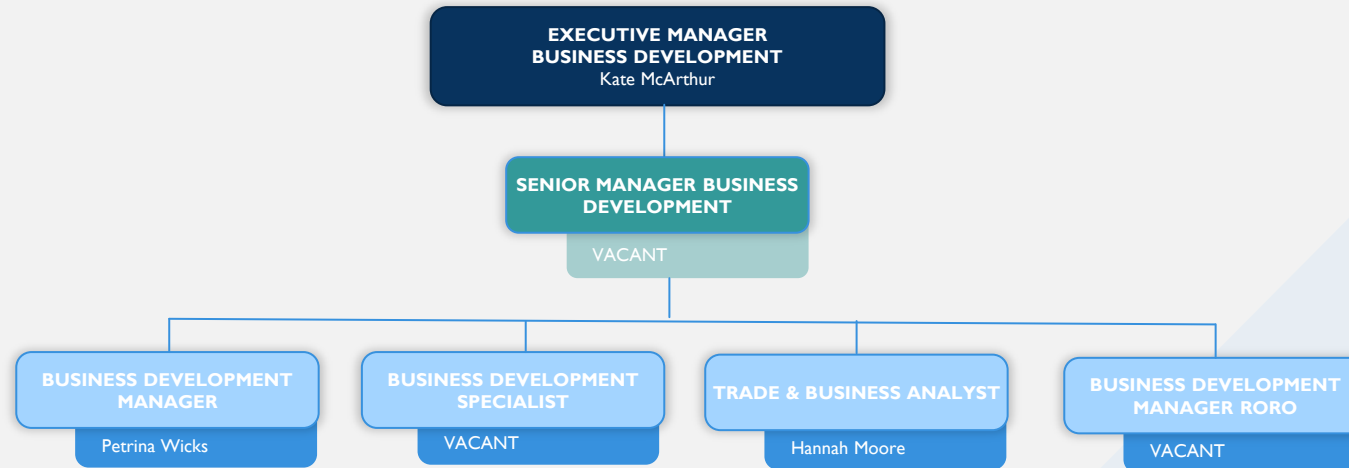 EXECUTIVE MANAGER
BUSINESS DEVELOPMENT
Kate McArthur
SENIOR MANAGER BUSINESS
DEVELOPMENT
VACANT
BUSINESS DEVELOPMENT
MANAGER
Petrina Wicks
BUSINESS DEVELOPMENT
SPECIALIST
VACANT
TRADE & BUSINESS ANALYST
Hannah Moore
BUSINESS DEVELOPMENT
MANAGER RORO
VACANT